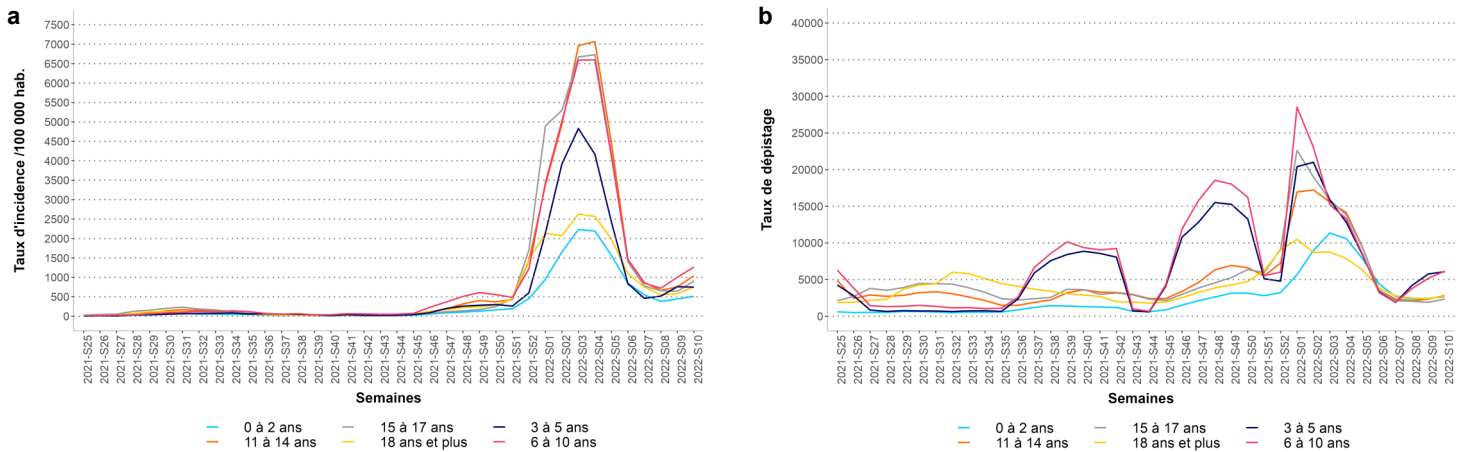 a
Taux d'incidence /100 000 hab.
7500
7000
6500
6000
5500
5000
4500
4000
3500
3000
2500
2000
1500
1000
500
0
2021-S25
2021-S26
2021-S27
2021-S28
2021-S29
2021-S30
2021-S31
2021-S32
2021-S33
2021-S34
2021-S35
2021-S36
2021-S37
2021-S38
2021-S39
2021-S40
2021-S41
2021-S42
2021-S43
2021-S44
2021-S45
2021-S46
2021-S47
2021-S48
2021-S49
2021-S50
2021-S51
2021-S52
2022-S01
2022-S02
2022-S03
2022-S04
2022-S05
2022-S06
2022-S07
2022-S08
2022-S09
2022-S10
Semaines
0 à 2 ans 15 à 17 ans 3 à 5 ans
11 à 14 ans 18 ans et plus 6 à 10 ans
b
Taux de dépistage
40000
35000
30000
25000
20000
15000
10000
5000
0
2021-S25
2021-S26
2021-S27
2021-S28
2021-S29
2021-S30
2021-S31
2021-S32
2021-S33
2021-S34
2021-S35
2021-S36
2021-S37
2021-S38
2021-S39
2021-S40
2021-S41
2021-S42
2021-S43
2021-S44
2021-S45
2021-S46
2021-S47
2021-S48
2021-S49
2021-S50
2021-S51
2021-S52
2022-S01
2022-S02
2022-S03
2022-S04
2022-S05
2022-S06
2022-S07
2022-S08
2022-S09
2022-S10
Semaines
0 à 2 ans 15 à 17 ans 3 à 5 ans
11 à 14 ans 18 ans et plus 6 à 10 ans